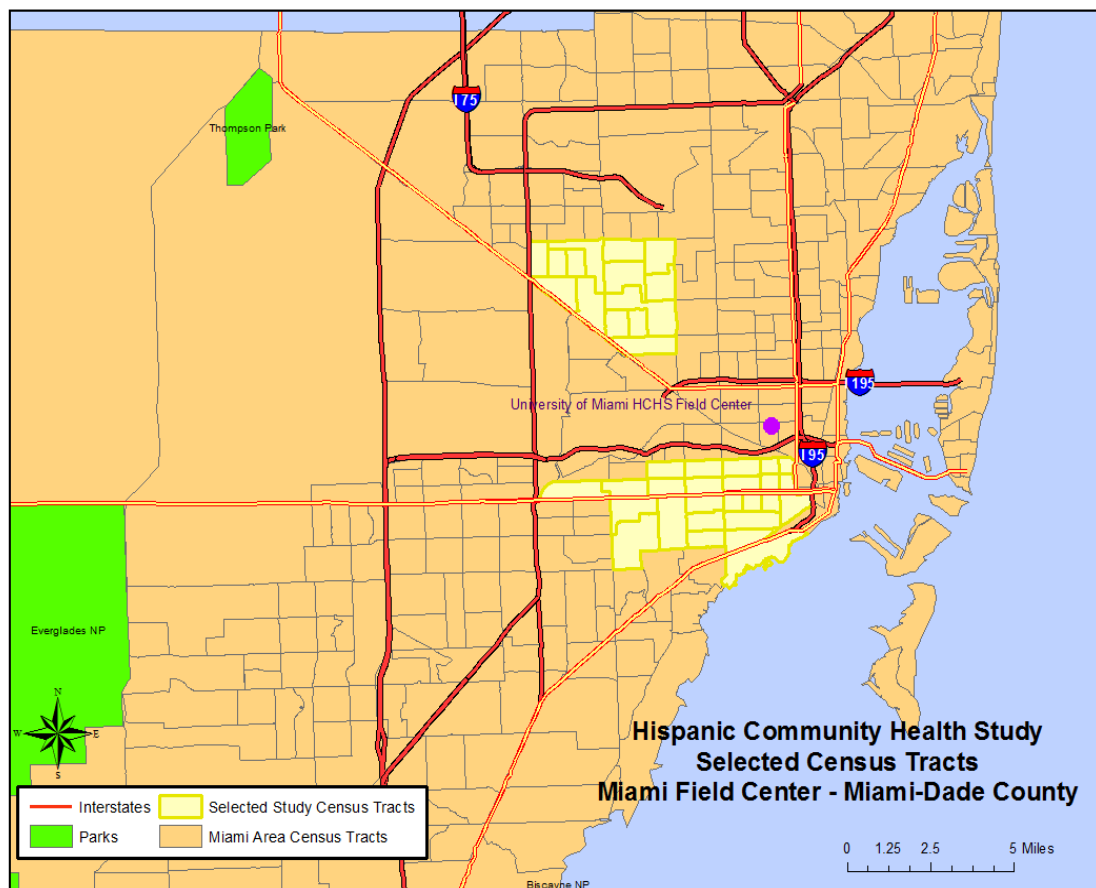 175
Thompson Park
195
University of Miami HCHS Field Center
195
Everglades NP
N
W E
S
Hispanic Community Health Study
Selected Census Tracts
Miami Field Center - Miami-Dade County
Interstates
Selected Study Census Tracts
Parks
Miami Area Census Tracts
0 1.25 2.5 5 Miles
Biscayne NP